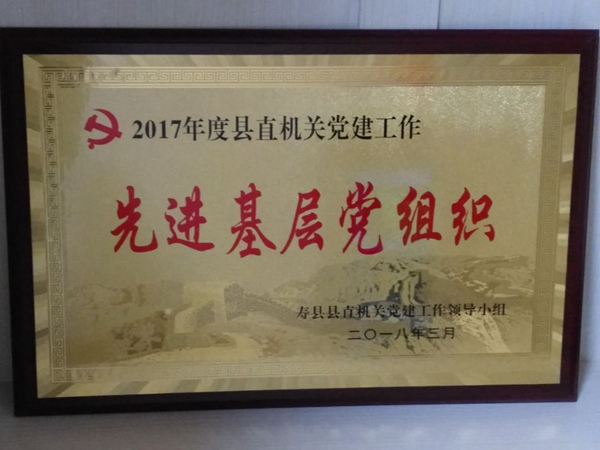 2017年度县直机关党建工作
先进基层党组织
寿县县直机关党建工作领导小组
二〇一八年三月